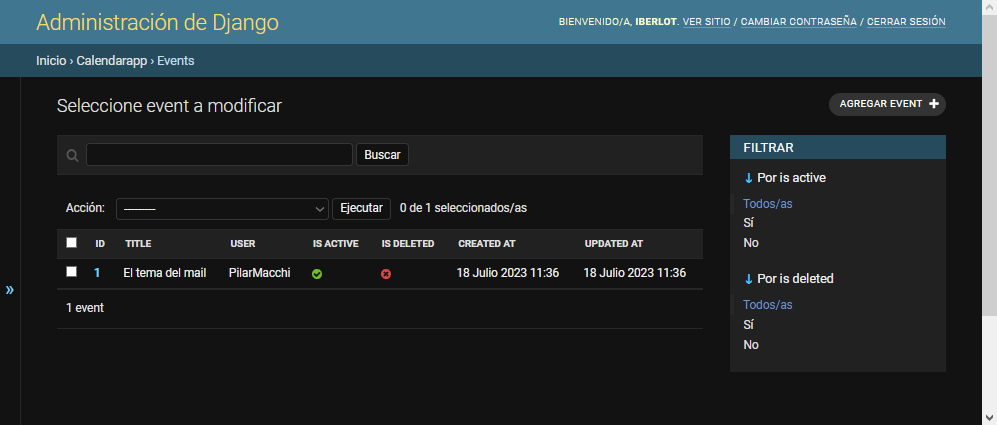 Administración de Django
BIENVENIDO/A, IBERLOT. VER SITIO / CAMBIAR CONTRASEÑA / CERRAR SESIÓN
Inicio › Calendarapp › Events
Seleccione event a modificar
AGREGAR EVENT +
Buscar
Acción: --------- Ejecutar 0 de 1 seleccionados/as
ID TITLE USER IS ACTIVE IS DELETED CREATED AT UPDATED AT
1 El tema del mail PilarMacchi 18 Julio 2023 11:36 18 Julio 2023 11:36
1 event
FILTRAR
↓ Por is active
Todos/as
Sí
No
↓ Por is deleted
Todos/as
Sí
No
»